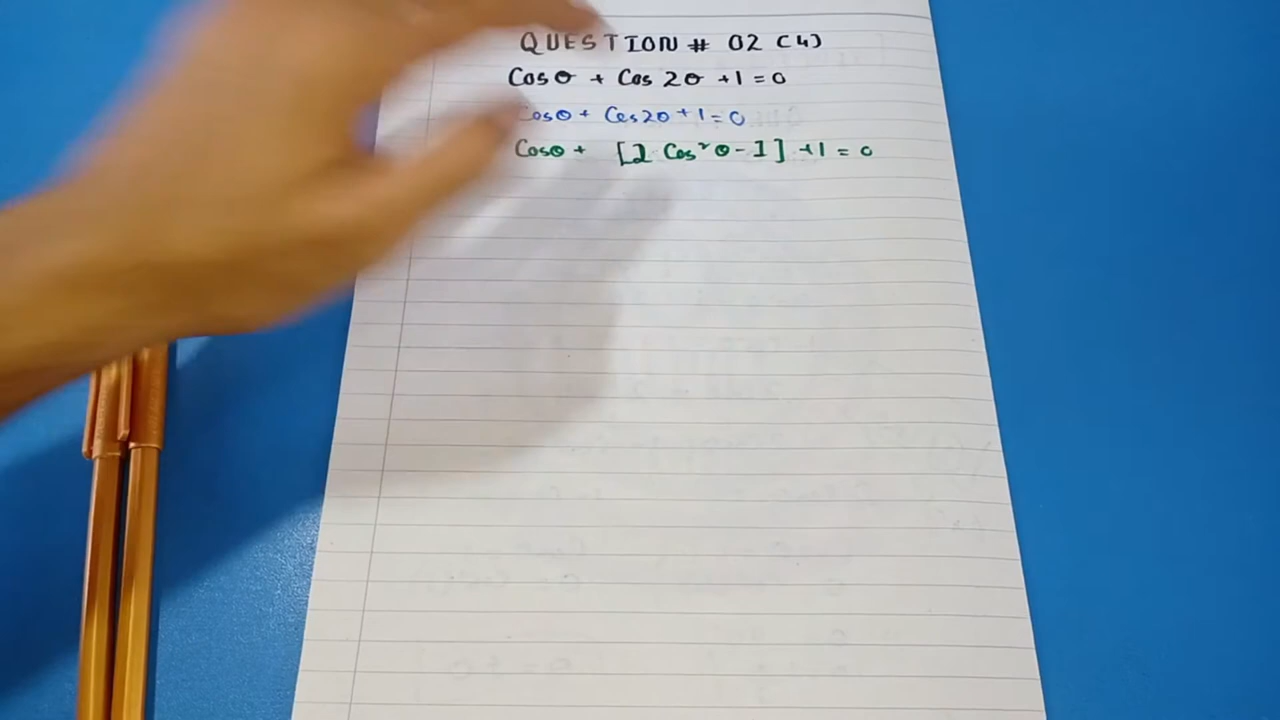 QUESTION # 02 (4)
Cosθ + Cos 2θ + 1 = 0
Cosθ + Cos2θ + 1 = 0
Cosθ + [2 Cos²θ - 1] + 1 = 0